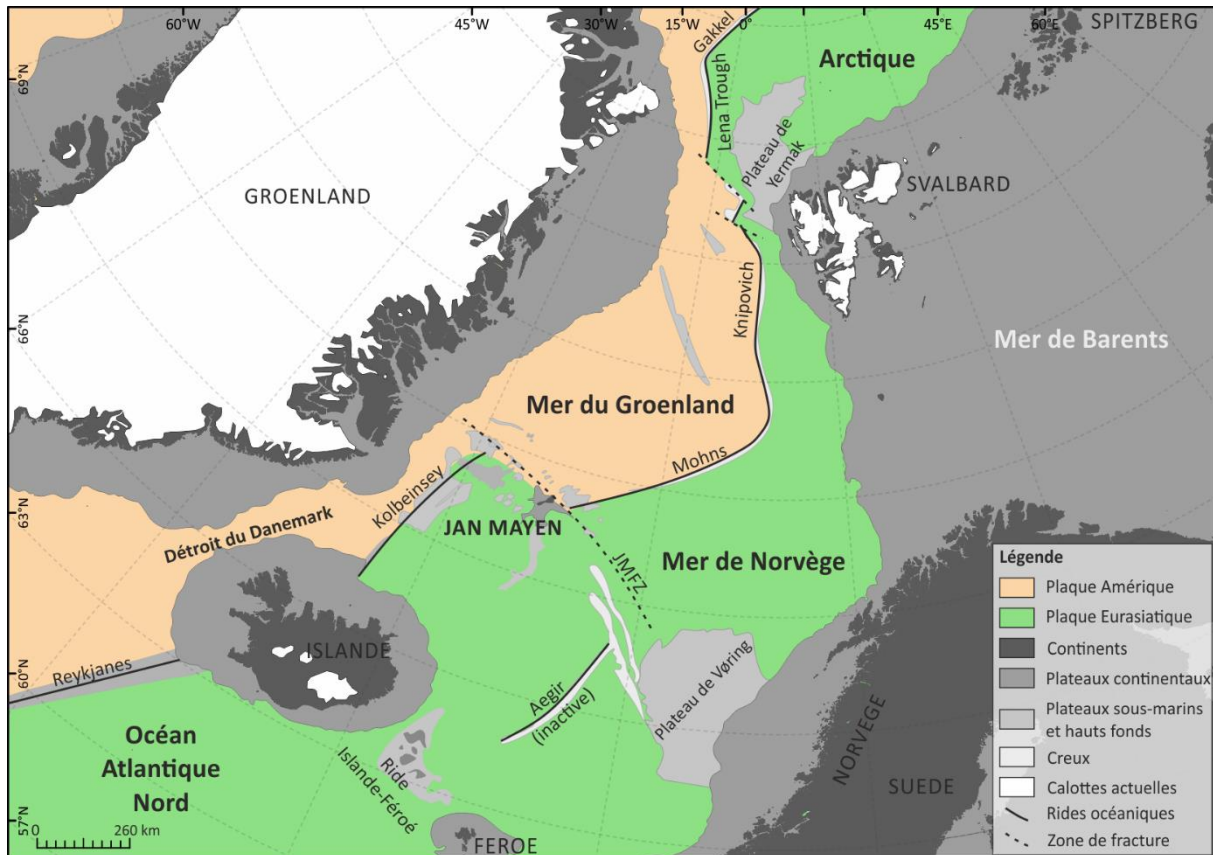 60°W
45°W
30°W
15°W
0°
45°E
60°E
SPITZBERG
69°N
66°N
63°N
60°N
57°N
Gakkel
Arctique
Lena Trough
Plateau de
Yermak
SVALBARD
GROENLAND
Knipovich
Mer de Barents
Mer du Groenland
Mohns
Kolbeinsey
Détroit du Danemark
JAN MAYEN
JMFZ
Mer de Norvège
ISLANDE
Reykjanes
Aegir
(inactive)
Plateau de Vøring
Océan
Atlantique
Nord
Ride
Islande-Féroé
FEROE
NORVEGE
SUEDE
0 260 km
Légende
Plaque Amérique
Plaque Eurasiatique
Continents
Plateaux continentaux
Plateaux sous-marins
et hauts fonds
Creux
Calottes actuelles
Rides océaniques
Zone de fracture